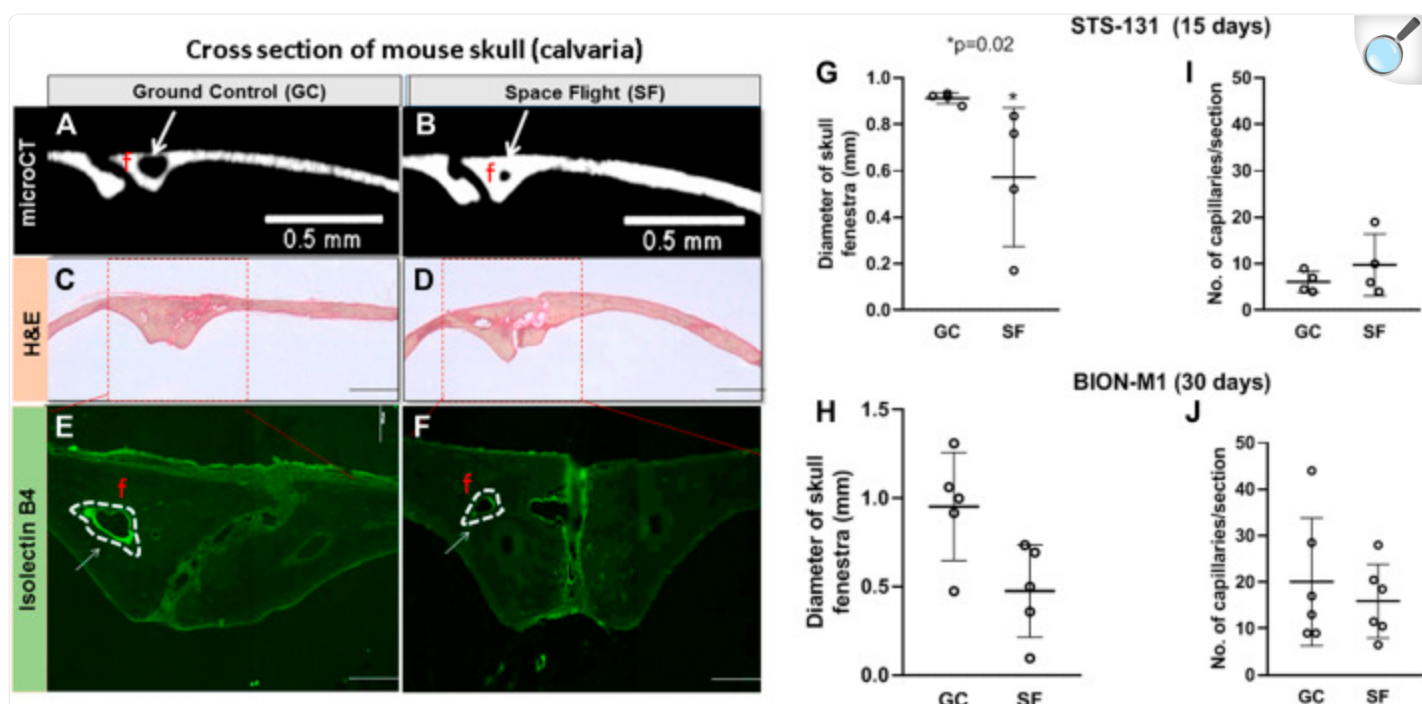 Cross section of mouse skull (calvaria)
Ground Control (GC)
Space Flight (SF)
microCT
A
f
0.5 mm
B
f
0.5 mm
H&E
C
D
Isolectin B4
E
f
F
f
STS-131 (15 days)
*p=0.02
G
Diameter of skull
fenestra (mm)
1.0
0.8
0.6
0.4
0.2
0.0
*
GC
SF
I
No. of capillaries/section
50
40
30
20
10
0
GC
SF
BION-M1 (30 days)
H
Diameter of skull
fenestra (mm)
1.5
1.0
0.5
0.0
GC
SF
J
No. of capillaries/section
50
40
30
20
10
0
GC
SF